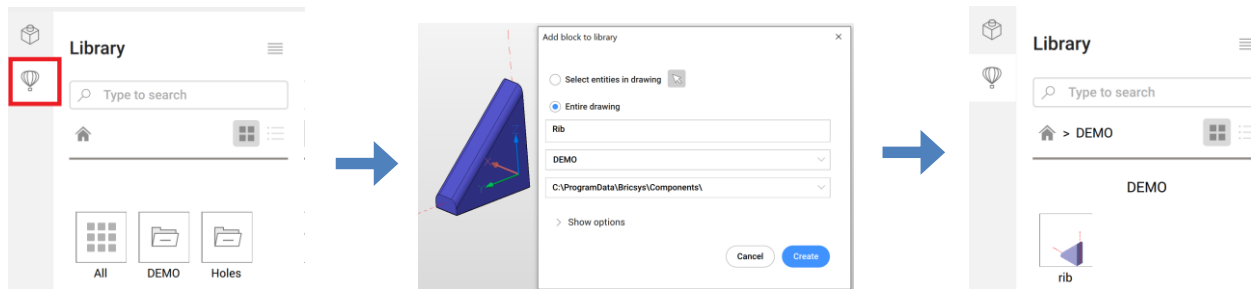 Library
Type to search
All
DEMO
Holes
Add block to library
Select entities in drawing
Entire drawing
Rib
DEMO
C:\ProgramData\Bricsys\Components\
> Show options
Cancel
Create
Library
Type to search
> DEMO
DEMO
rib